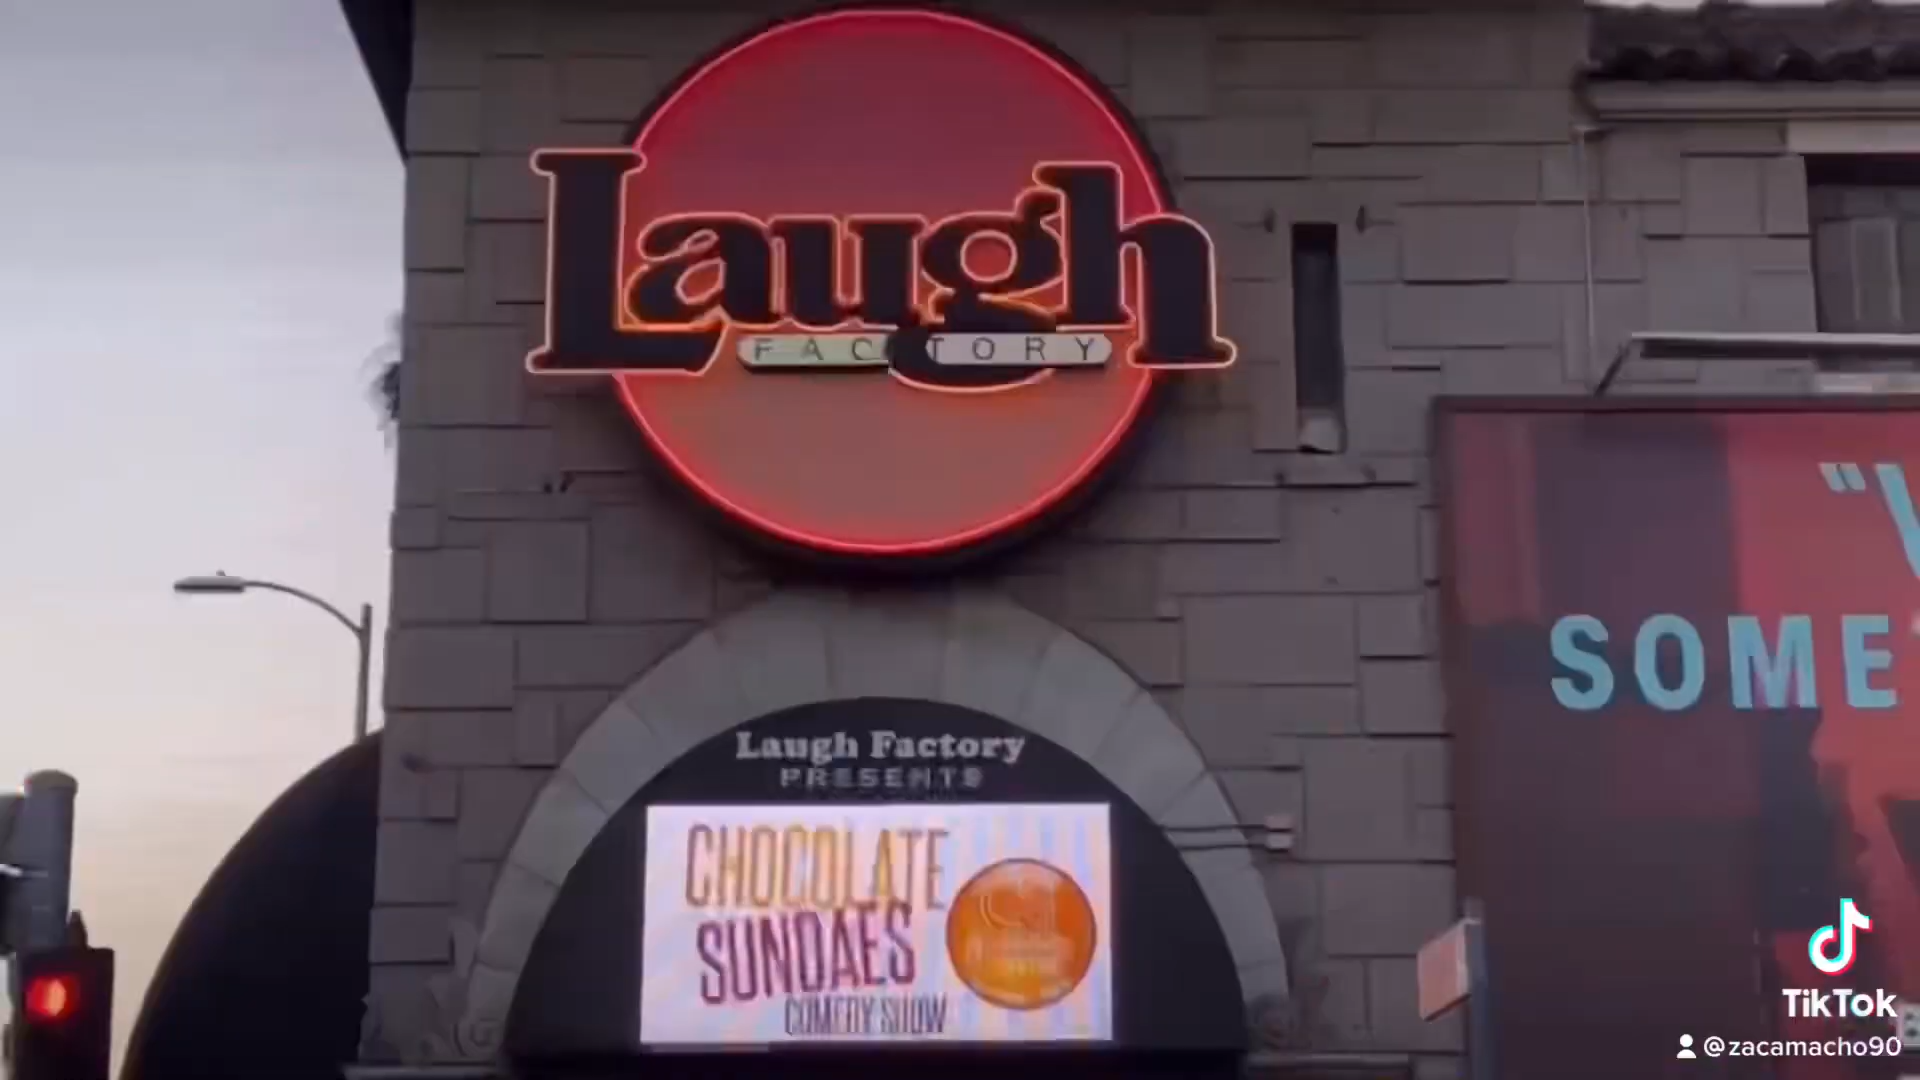 Laugh
FACTORY
"
SOME
Laugh Factory
PRESENTS
CHOCOLATE
SUNDAES
COMEDY SHOW
TikTok
@zacamacho90